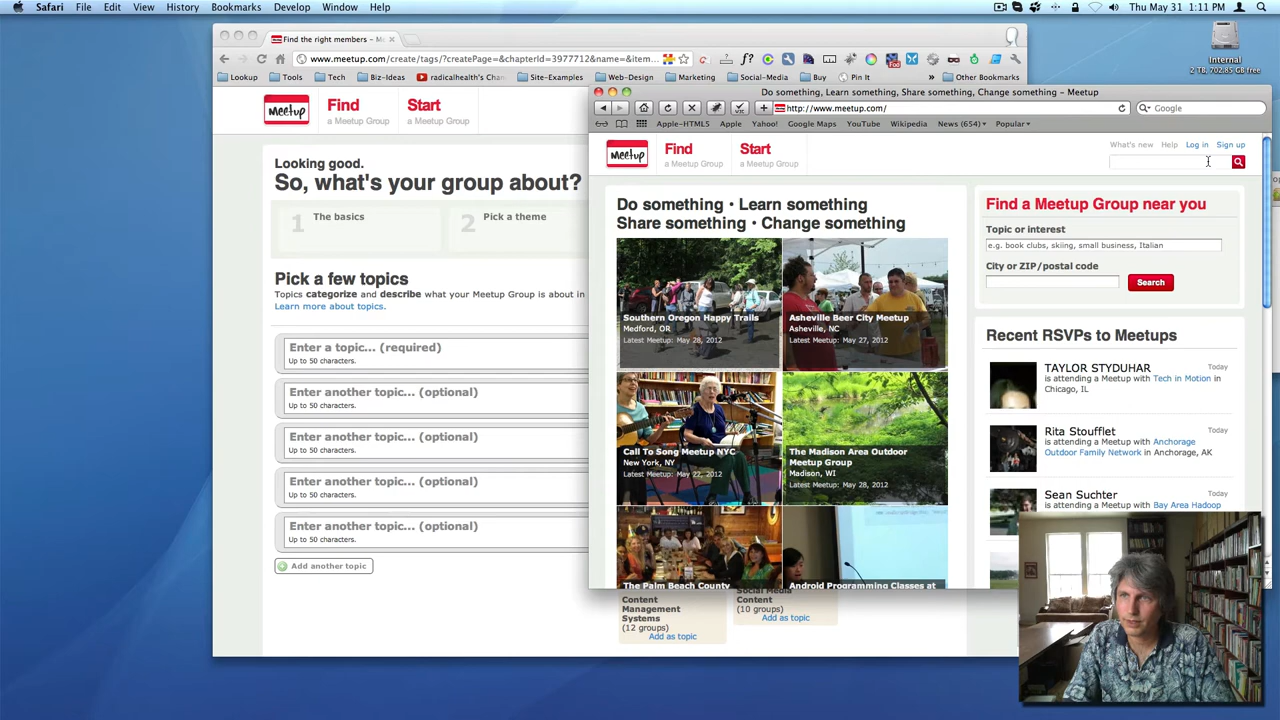 Safari File Edit View History Bookmarks Develop Window Help
Thu May 31 1:11 PM
Internal
2 TB, 702.85 GB free
Find the right members – Me
www.meetup.com/create/tags/?createPage=&chapterId=3977712&name=&item...
Lookup Tools Tech Biz-Ideas radicalhealth's Chan Site-Examples Web-Design Marketing Social-Media Buy Pin It » Other Bookmarks
Meetup
Find
a Meetup Group
Start
a Meetup Group
Looking good.
So, what's your group about?
1 The basics
2 Pick a theme
Pick a few topics
Topics categorize and describe what your Meetup Group is about in
Learn more about topics.
Enter a topic... (required)
Up to 50 characters.
Enter another topic... (optional)
Up to 50 characters.
Enter another topic... (optional)
Up to 50 characters.
Enter another topic... (optional)
Up to 50 characters.
Enter another topic... (optional)
Up to 50 characters.
Add another topic
Content
Management
Systems
(12 groups)
Add as topic
Social Media
Content
(10 groups)
Add as topic
Do something, Learn something, Share something, Change something – Meetup
http://www.meetup.com/
Google
Apple-HTML5 Apple Yahoo! Google Maps YouTube Wikipedia News (654) Popular
Meetup
Find
a Meetup Group
Start
a Meetup Group
What's new Help Log in Sign up
Do something • Learn something
Share something • Change something
Southern Oregon Happy Trails
Medford, OR
Latest Meetup: May 28, 2012
Asheville Beer City Meetup
Asheville, NC
Latest Meetup: May 27, 2012
Call To Song Meetup NYC
New York, NY
Latest Meetup: May 22, 2012
The Madison Area Outdoor
Meetup Group
Madison, WI
Latest Meetup: May 28, 2012
The Palm Beach County
Android Programming Classes at
Find a Meetup Group near you
Topic or interest
e.g. book clubs, skiing, small business, Italian
City or ZIP/postal code
Search
Recent RSVPs to Meetups
TAYLOR STYDUHAR
Today
is attending a Meetup with Tech in Motion in
Chicago, IL
Rita Stoufflet
Today
is attending a Meetup with Anchorage
Outdoor Family Network in Anchorage, AK
Sean Suchter
Today
is attending a Meetup with Bay Area Hadoop